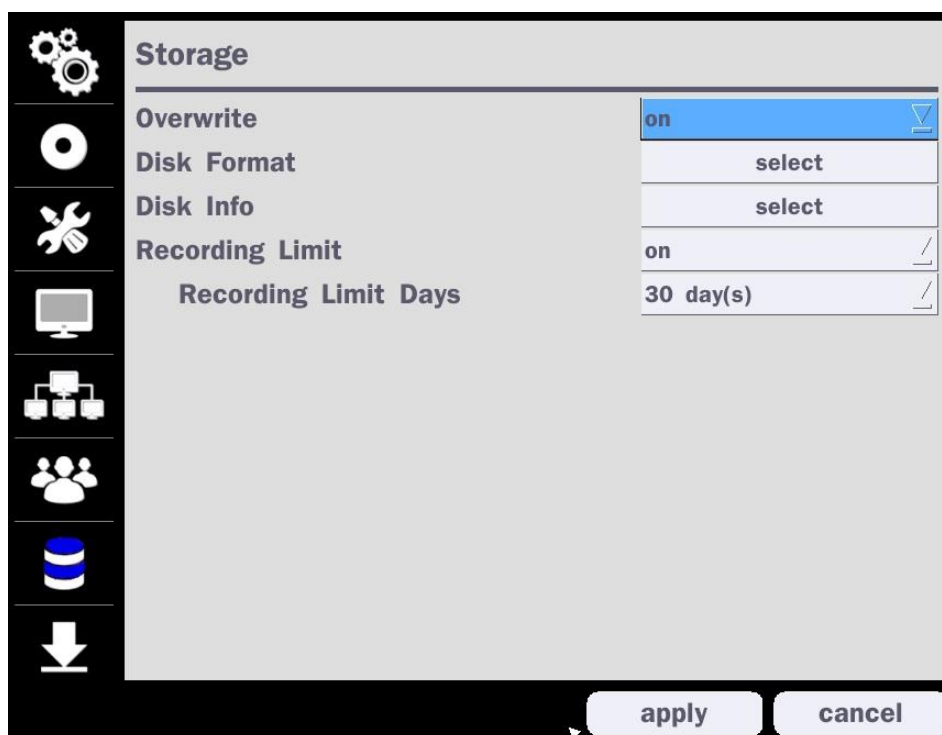 Storage
Overwrite on
Disk Format select
Disk Info select
Recording Limit on
Recording Limit Days 30 day(s)
apply cancel